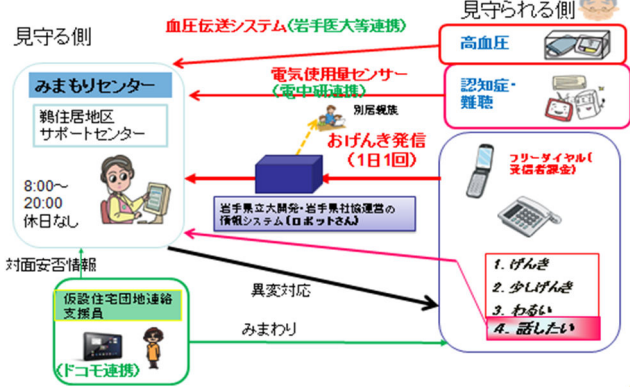 見守る側
見守られる側
血圧伝送システム(岩手医大等連携)
高血圧
みまもりセンター
電気使用量センサー
(電中研連携)
認知症・
難聴
鵜住居地区
サポートセンター
別居親族
おげんき発信
(1日1回)
フリーダイヤル(
受信者課金)
8:00～
20:00
休日なし
岩手県立大開発・岩手県社協運営の
情報システム(ロボットさん)
対面安否情報
異変対応
1. げんき
2. 少しげんき
3. わるい
4. 話したい
仮設住宅団地連絡
支援員
みまわり
(ドコモ連携)